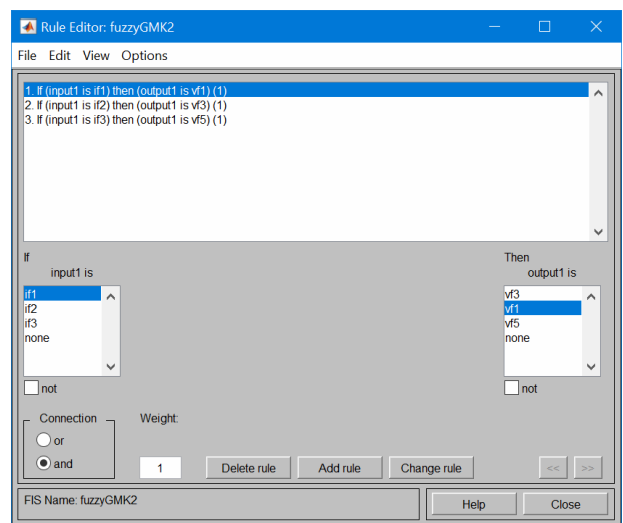 Rule Editor: fuzzyGMK2
File Edit View Options
1. If (input1 is if1) then (output1 is vf1) (1)
2. If (input1 is if2) then (output1 is vf3) (1)
3. If (input1 is if3) then (output1 is vf5) (1)
If
input1 is
Then
output1 is
if1
if2
if3
none
vf3
vf1
vf5
none
not
not
Connection
or
and
Weight:
1
Delete rule
Add rule
Change rule
<<
>>
FIS Name: fuzzyGMK2
Help
Close